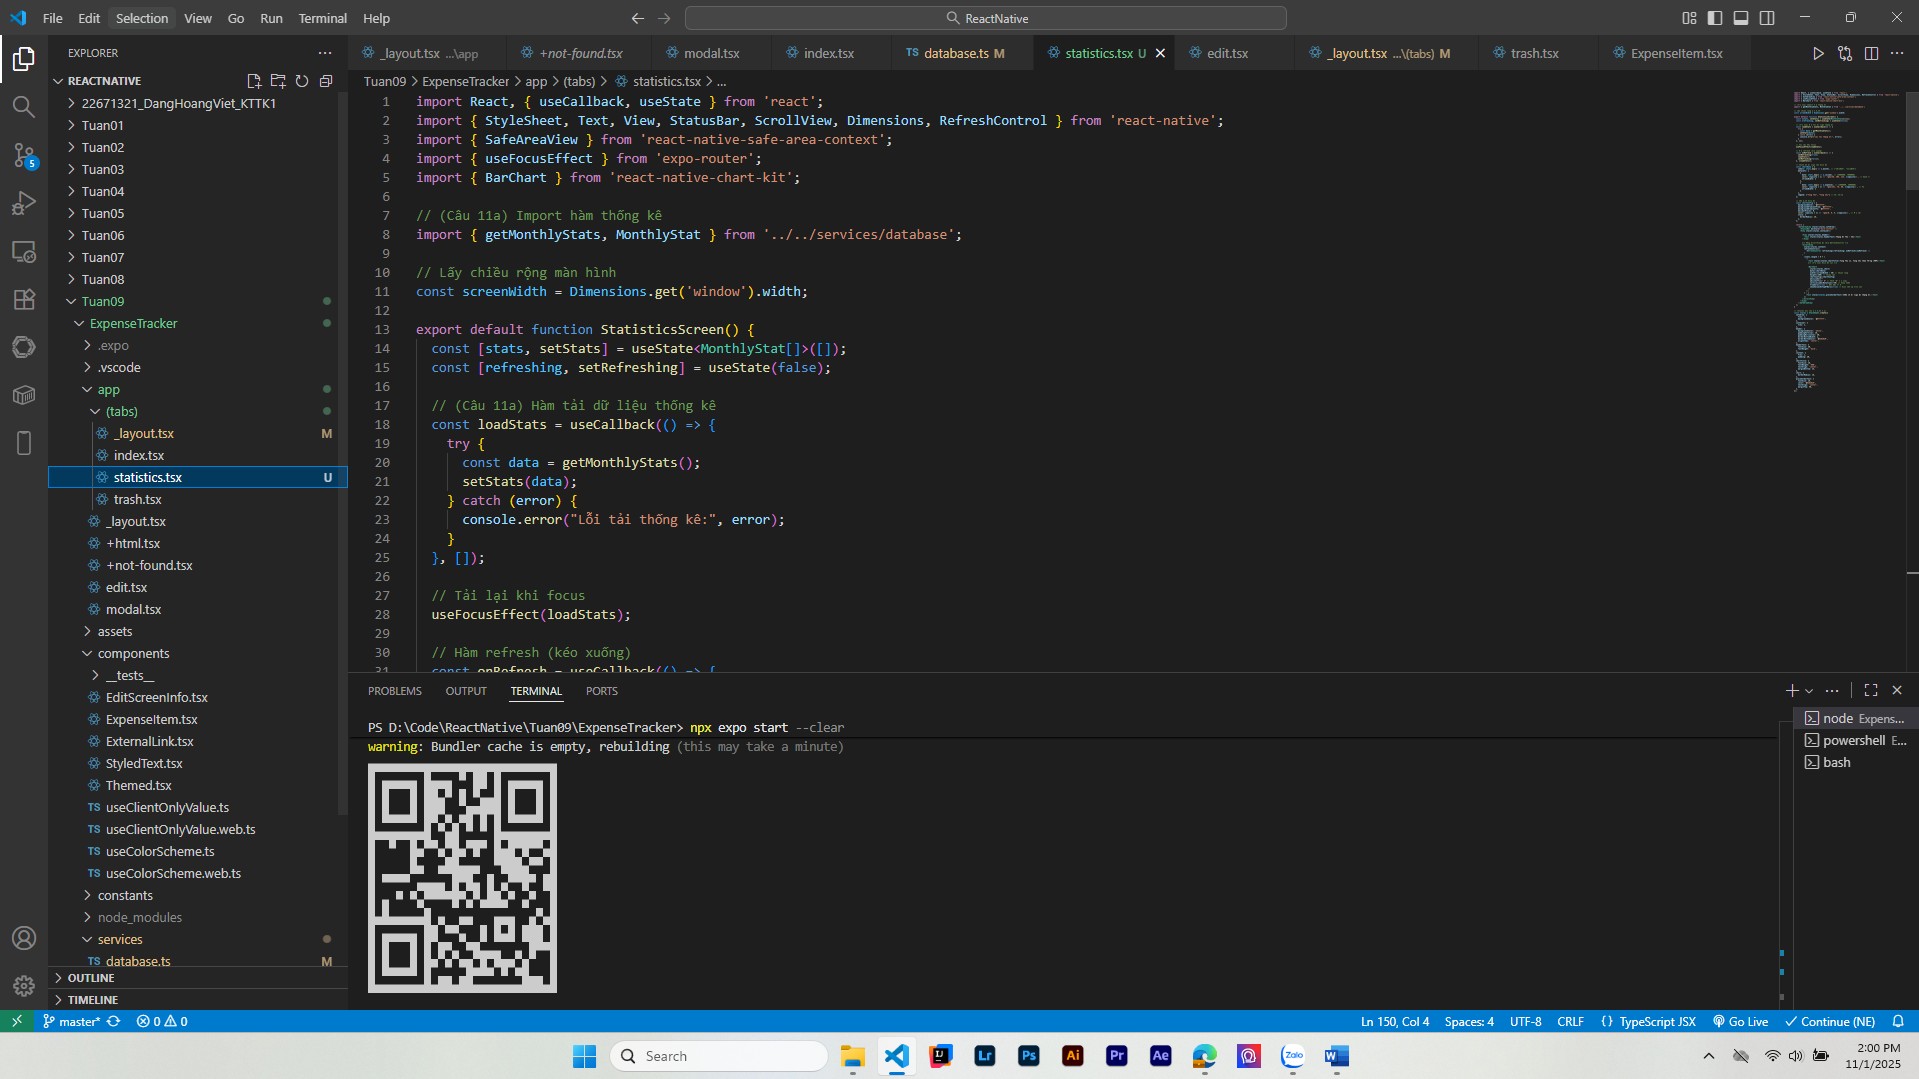 File Edit Selection View Go Run Terminal Help
ReactNative
EXPLORER
REACTNATIVE
22671321_DangHoangViet_KTTK1
Tuan01
Tuan02
Tuan03
Tuan04
Tuan05
Tuan06
Tuan07
Tuan08
Tuan09
ExpenseTracker
.expo
.vscode
app
(tabs)
_layout.tsx M
index.tsx
statistics.tsx U
trash.tsx
_layout.tsx
+html.tsx
+not-found.tsx
edit.tsx
modal.tsx
assets
components
__tests__
EditScreenInfo.tsx
ExpenseItem.tsx
ExternalLink.tsx
StyledText.tsx
Themed.tsx
TS useClientOnlyValue.ts
TS useClientOnlyValue.web.ts
TS useColorScheme.ts
TS useColorScheme.web.ts
constants
node_modules
services
TS database.ts M
OUTLINE
TIMELINE
_layout.tsx ...\app +not-found.tsx modal.tsx index.tsx TS database.ts M statistics.tsx U edit.tsx _layout.tsx ...\(tabs) M trash.tsx ExpenseItem.tsx
Tuan09 > ExpenseTracker > app > (tabs) > statistics.tsx > ...
1 import React, { useCallback, useState } from 'react';
2 import { StyleSheet, Text, View, StatusBar, ScrollView, Dimensions, RefreshControl } from 'react-native';
3 import { SafeAreaView } from 'react-native-safe-area-context';
4 import { useFocusEffect } from 'expo-router';
5 import { BarChart } from 'react-native-chart-kit';
6
7 // (Câu 11a) Import hàm thống kê
8 import { getMonthlyStats, MonthlyStat } from '../../services/database';
9
10 // Lấy chiều rộng màn hình
11 const screenWidth = Dimensions.get('window').width;
12
13 export default function StatisticsScreen() {
14 const [stats, setStats] = useState<MonthlyStat[]>([]);
15 const [refreshing, setRefreshing] = useState(false);
16
17 // (Câu 11a) Hàm tải dữ liệu thống kê
18 const loadStats = useCallback(() => {
19 try {
20 const data = getMonthlyStats();
21 setStats(data);
22 } catch (error) {
23 console.error("Lỗi tải thống kê:", error);
24 }
25 }, []);
26
27 // Tải lại khi focus
28 useFocusEffect(loadStats);
29
30 // Hàm refresh (kéo xuống)
31 const onRefresh = useCallback(() => {
PROBLEMS OUTPUT TERMINAL PORTS
PS D:\Code\ReactNative\Tuan09\ExpenseTracker> npx expo start --clear
warning: Bundler cache is empty, rebuilding (this may take a minute)
node Expens...
powershell E...
bash
5
master* 0 0
Ln 150, Col 4 Spaces: 4 UTF-8 CRLF {} TypeScript JSX Go Live Continue (NE)
Search
Lr Ps Ai Pr Ae Zalo W
2:00 PM
11/1/2025